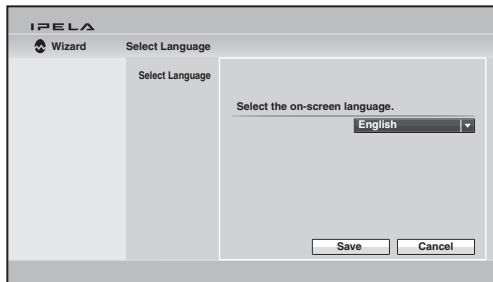 IPELA
Wizard Select Language
Select Language
Select the on-screen language.
English
Save Cancel